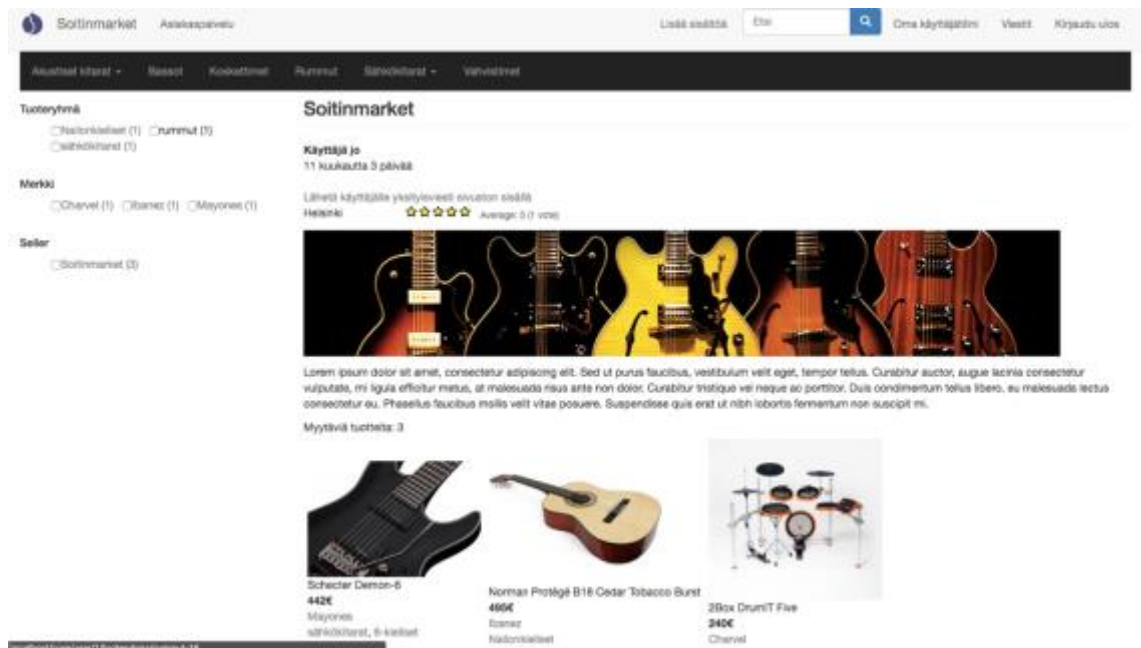 Soitinmarket Asiakaspalvelu Lisää sisältöä Etsi Oma käyttäjätilini Viestit Kirjaudu ulos
Akustiset kitarat Bassot Koskettimet Rummut Sähkökitarat Vahvistimet
Tuoteryhmä
Nailonkieliset (1) rummut (1)
sähkökitarat (1)
Merkki
Charvel (1) Ibanez (1) Mayones (1)
Seller
Soitinmarket (3)
Soitinmarket
Käyttäjä jo
11 kuukautta 3 päivää
Lähetä käyttäjälle yksityisviesti sivuston sisällä
Helsinki Average: 5 (1 vote)
Lorem ipsum dolor sit amet, consectetur adipiscing elit. Sed ut purus faucibus, vestibulum velit eget, tempor tellus. Curabitur auctor, augue lacinia consectetur
vulputate, mi ligula efficitur metus, at malesuada risus ante non dolor. Curabitur tristique vel neque ac porttitor. Duis condimentum tellus libero, eu malesuada lectus
consectetur eu. Phasellus faucibus mollis velit vitae posuere. Suspendisse quis erat ut nibh lobortis fermentum non suscipit mi.
Myytäviä tuotteita: 3
Schecter Demon-6
442€
Mayones
sähkökitarat, 6-kieliset
Norman Protégé B18 Cedar Tobacco Burst
495€
Ibanez
Nailonkieliset
2Box DrumIT Five
240€
Charvel